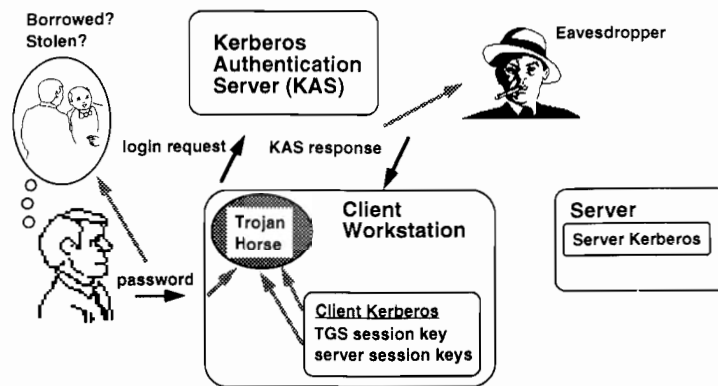 Borrowed?
Stolen?
Kerberos
Authentication
Server (KAS)
Eavesdropper
login request
KAS response
Trojan
Horse
Client
Workstation
Server
Server Kerberos
password
Client Kerberos
TGS session key
server session keys